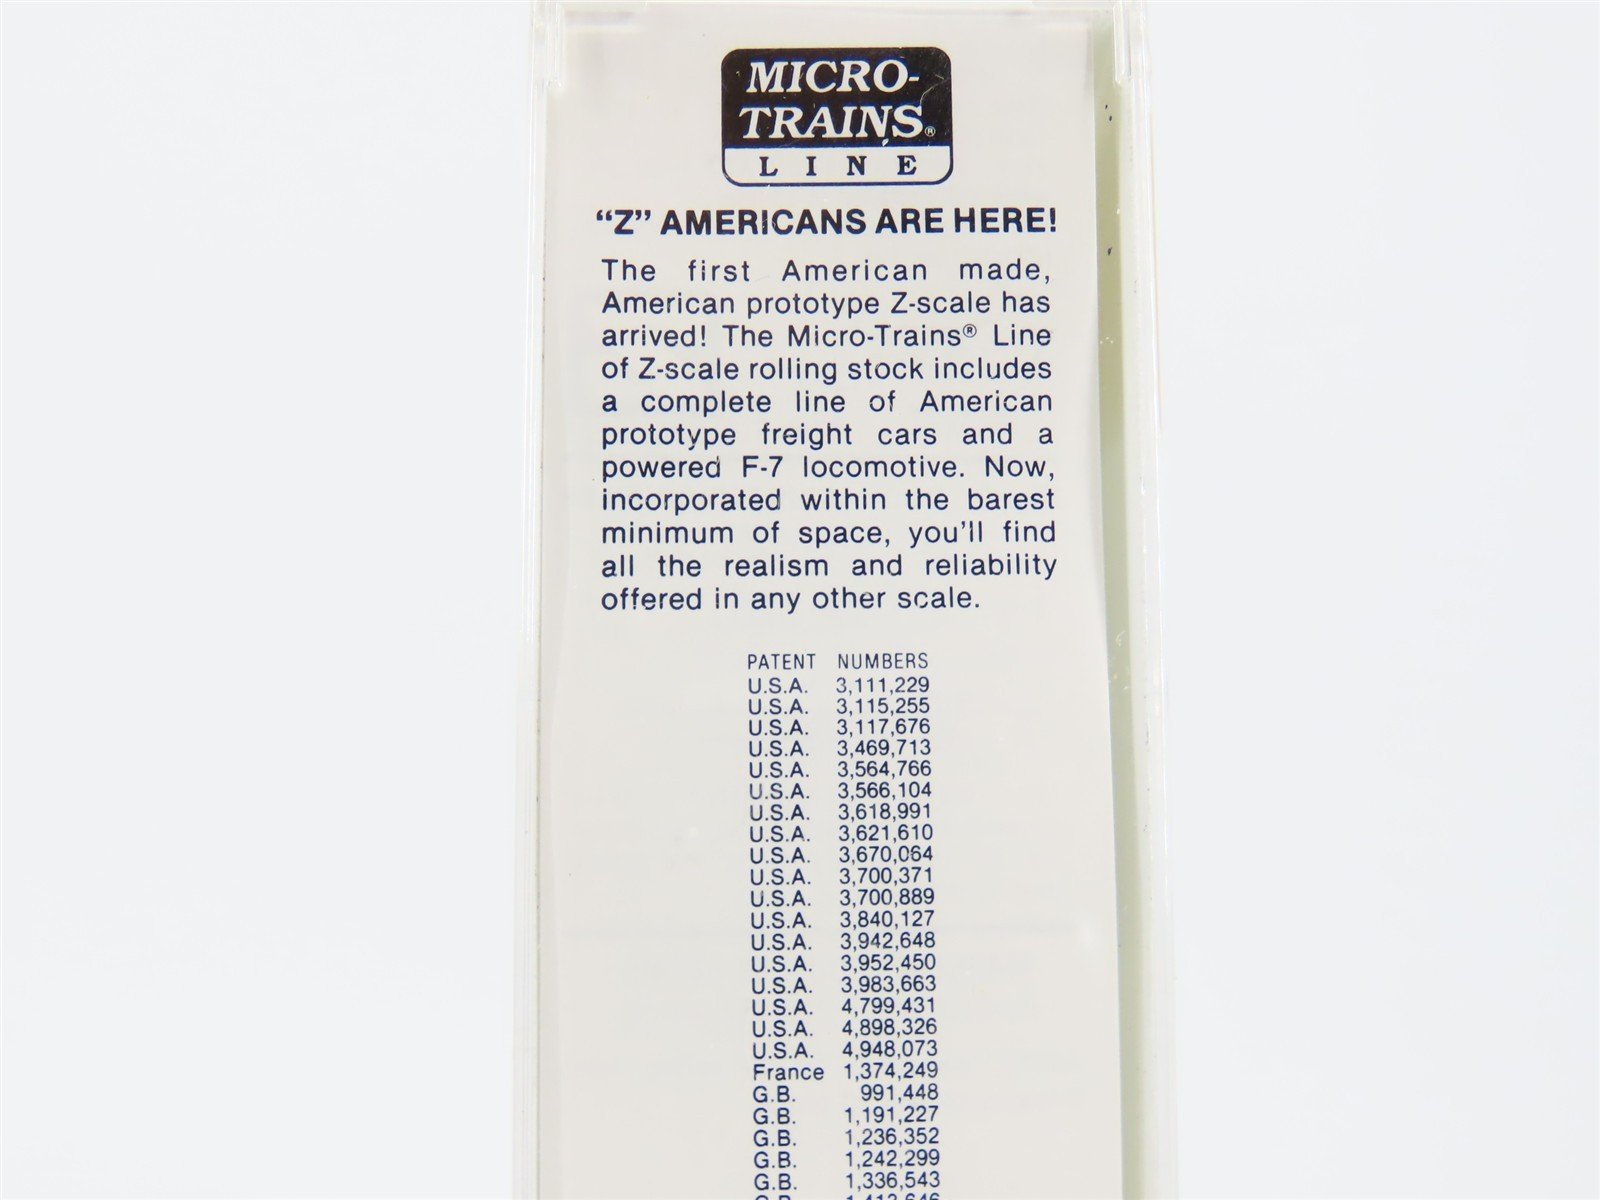 MICRO-
TRAINS®
LINE
“Z” AMERICANS ARE HERE!
The first American made,
American prototype Z-scale has
arrived! The Micro-Trains® Line
of Z-scale rolling stock includes
a complete line of American
prototype freight cars and a
powered F-7 locomotive. Now,
incorporated within the barest
minimum of space, you'll find
all the realism and reliability
offered in any other scale.
PATENT NUMBERS
U.S.A. 3,111,229
U.S.A. 3,115,255
U.S.A. 3,117,676
U.S.A. 3,469,713
U.S.A. 3,564,766
U.S.A. 3,566,104
U.S.A. 3,618,991
U.S.A. 3,621,610
U.S.A. 3,670,064
U.S.A. 3,700,371
U.S.A. 3,700,889
U.S.A. 3,840,127
U.S.A. 3,942,648
U.S.A. 3,952,450
U.S.A. 3,983,663
U.S.A. 4,799,431
U.S.A. 4,898,326
U.S.A. 4,948,073
France 1,374,249
G.B. 991,448
G.B. 1,191,227
G.B. 1,236,352
G.B. 1,242,299
G.B. 1,336,543